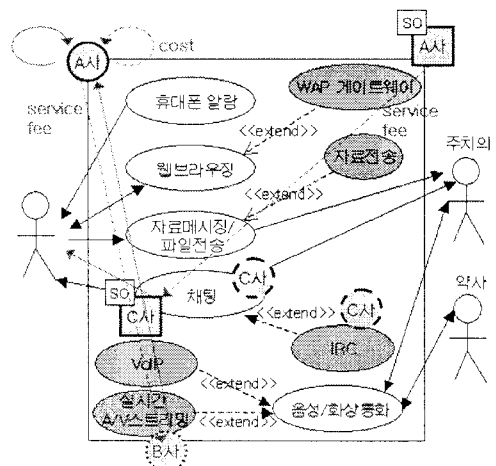 SO
A사
cost
A사
WAP 게이트웨이
service
fee
휴대폰 알람
service
fee
<<extend>>
자료전송
주치의
웹브라우징
<<extend>>
자료메시징/
파일전송
C사
SO
C사
채팅
C사
약사
<<extend>>
IRC
VoIP
<<extend>>
실시간
A/V스트리밍
<<extend>>
음성/화상통화
B사